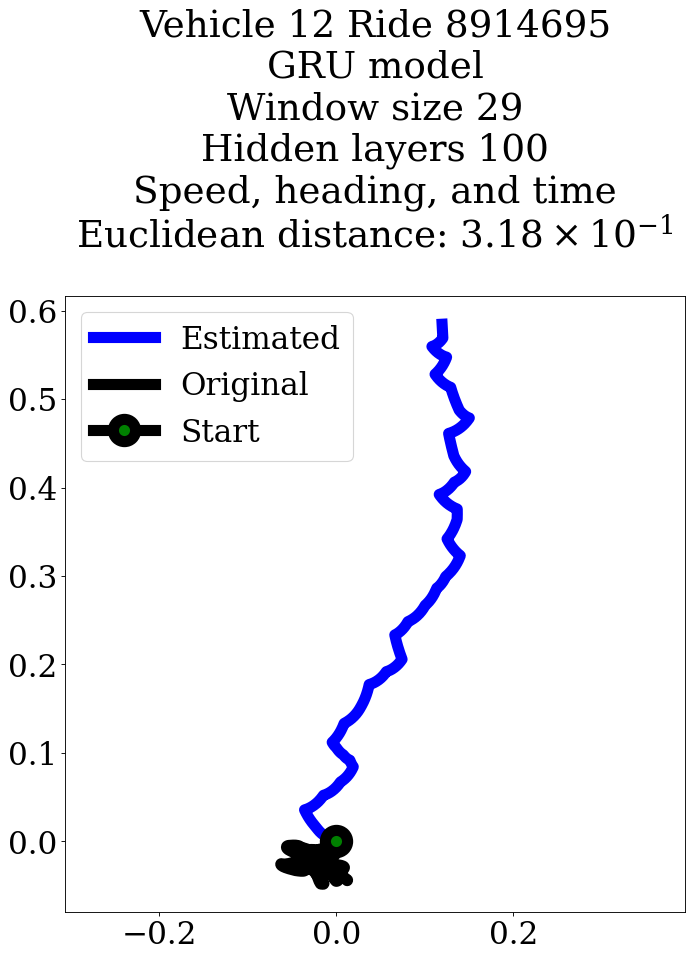 Vehicle 12 Ride 8914695
GRU model
Window size 29
Hidden layers 100
Speed, heading, and time
Euclidean distance: 3.18 × 10⁻¹
Estimated
Original
Start
0.6
0.5
0.4
0.3
0.2
0.1
0.0
−0.2 0.0 0.2